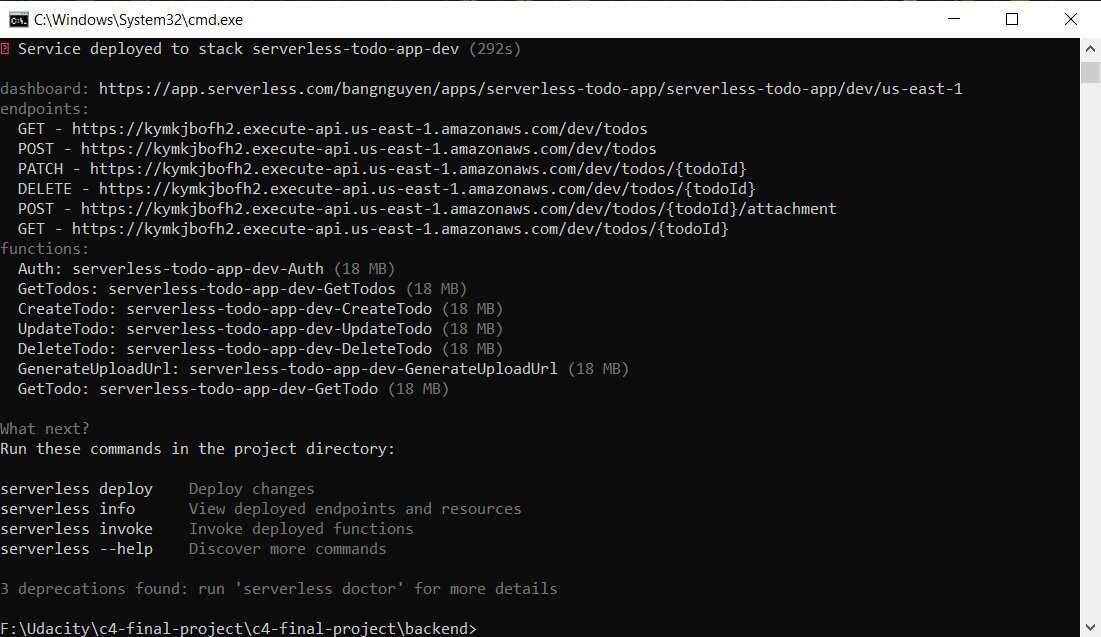 C:\Windows\System32\cmd.exe
Service deployed to stack serverless-todo-app-dev (292s)
dashboard: https://app.serverless.com/bangnguyen/apps/serverless-todo-app/serverless-todo-app/dev/us-east-1
endpoints:
GET - https://kymkjbofh2.execute-api.us-east-1.amazonaws.com/dev/todos
POST - https://kymkjbofh2.execute-api.us-east-1.amazonaws.com/dev/todos
PATCH - https://kymkjbofh2.execute-api.us-east-1.amazonaws.com/dev/todos/{todoId}
DELETE - https://kymkjbofh2.execute-api.us-east-1.amazonaws.com/dev/todos/{todoId}
POST - https://kymkjbofh2.execute-api.us-east-1.amazonaws.com/dev/todos/{todoId}/attachment
GET - https://kymkjbofh2.execute-api.us-east-1.amazonaws.com/dev/todos/{todoId}
functions:
Auth: serverless-todo-app-dev-Auth (18 MB)
GetTodos: serverless-todo-app-dev-GetTodos (18 MB)
CreateTodo: serverless-todo-app-dev-CreateTodo (18 MB)
UpdateTodo: serverless-todo-app-dev-UpdateTodo (18 MB)
DeleteTodo: serverless-todo-app-dev-DeleteTodo (18 MB)
GenerateUploadUrl: serverless-todo-app-dev-GenerateUploadUrl (18 MB)
GetTodo: serverless-todo-app-dev-GetTodo (18 MB)
What next?
Run these commands in the project directory:
serverless deploy    Deploy changes
serverless info      View deployed endpoints and resources
serverless invoke    Invoke deployed functions
serverless --help    Discover more commands
3 deprecations found: run 'serverless doctor' for more details
F:\Udacity\c4-final-project\c4-final-project\backend>